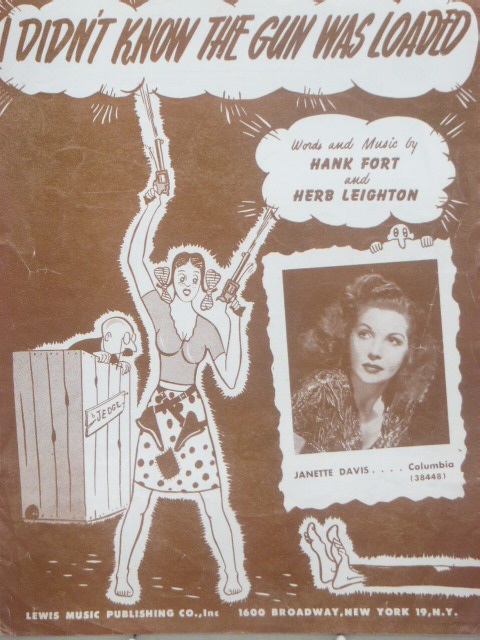 I DIDN'T KNOW THE GUN WAS LOADED
Words and Music by
HANK FORT
and
HERB LEIGHTON
"JEDGE"
JANETTE DAVIS . . . . Columbia
(38448)
LEWIS MUSIC PUBLISHING CO., Inc 1600 BROADWAY, NEW YORK 19, N.Y.